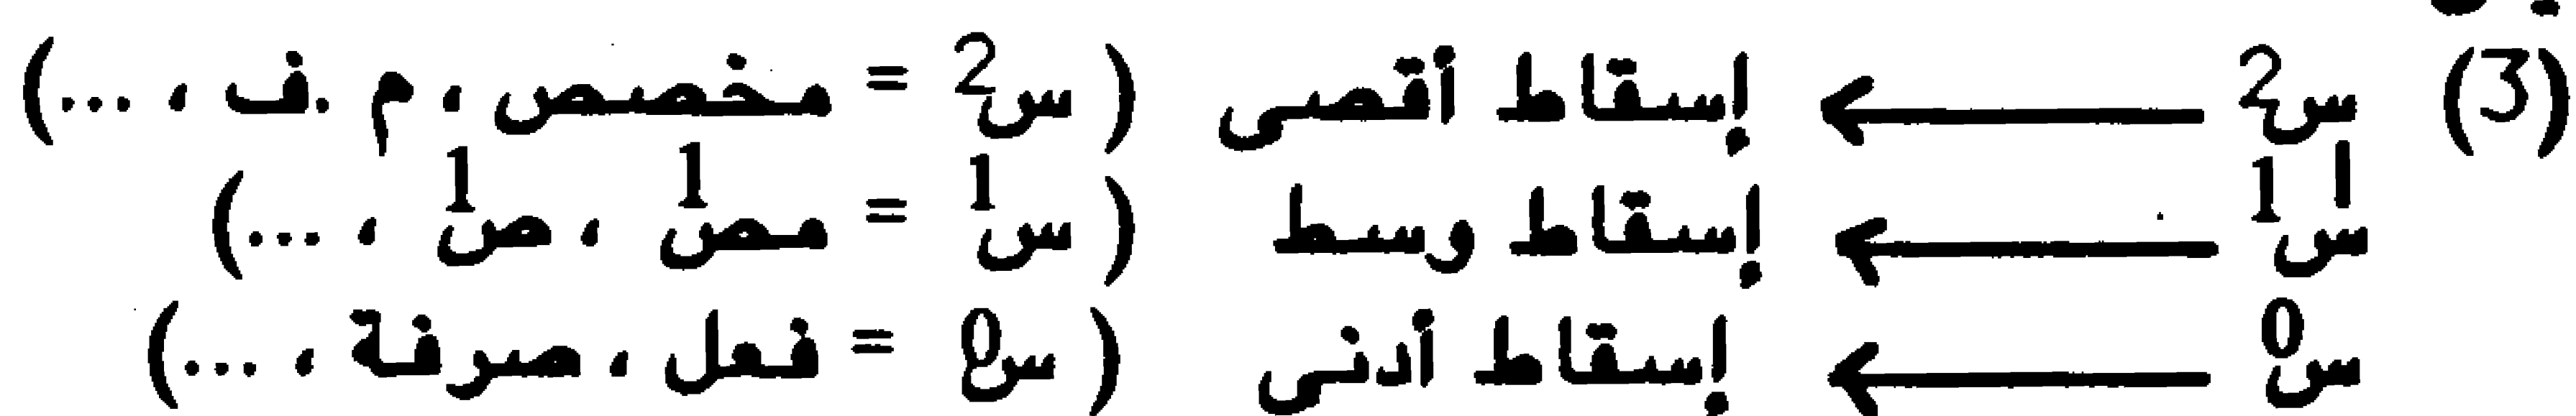 (3) س2 ← إسقاط أقصى (س2 = مخصص، م.ف، ...)
س1 ← إسقاط وسط (س1 = مص1، ص1، ...)
س0 ← إسقاط أدنى (س0 = فعل، صرفة، ...)